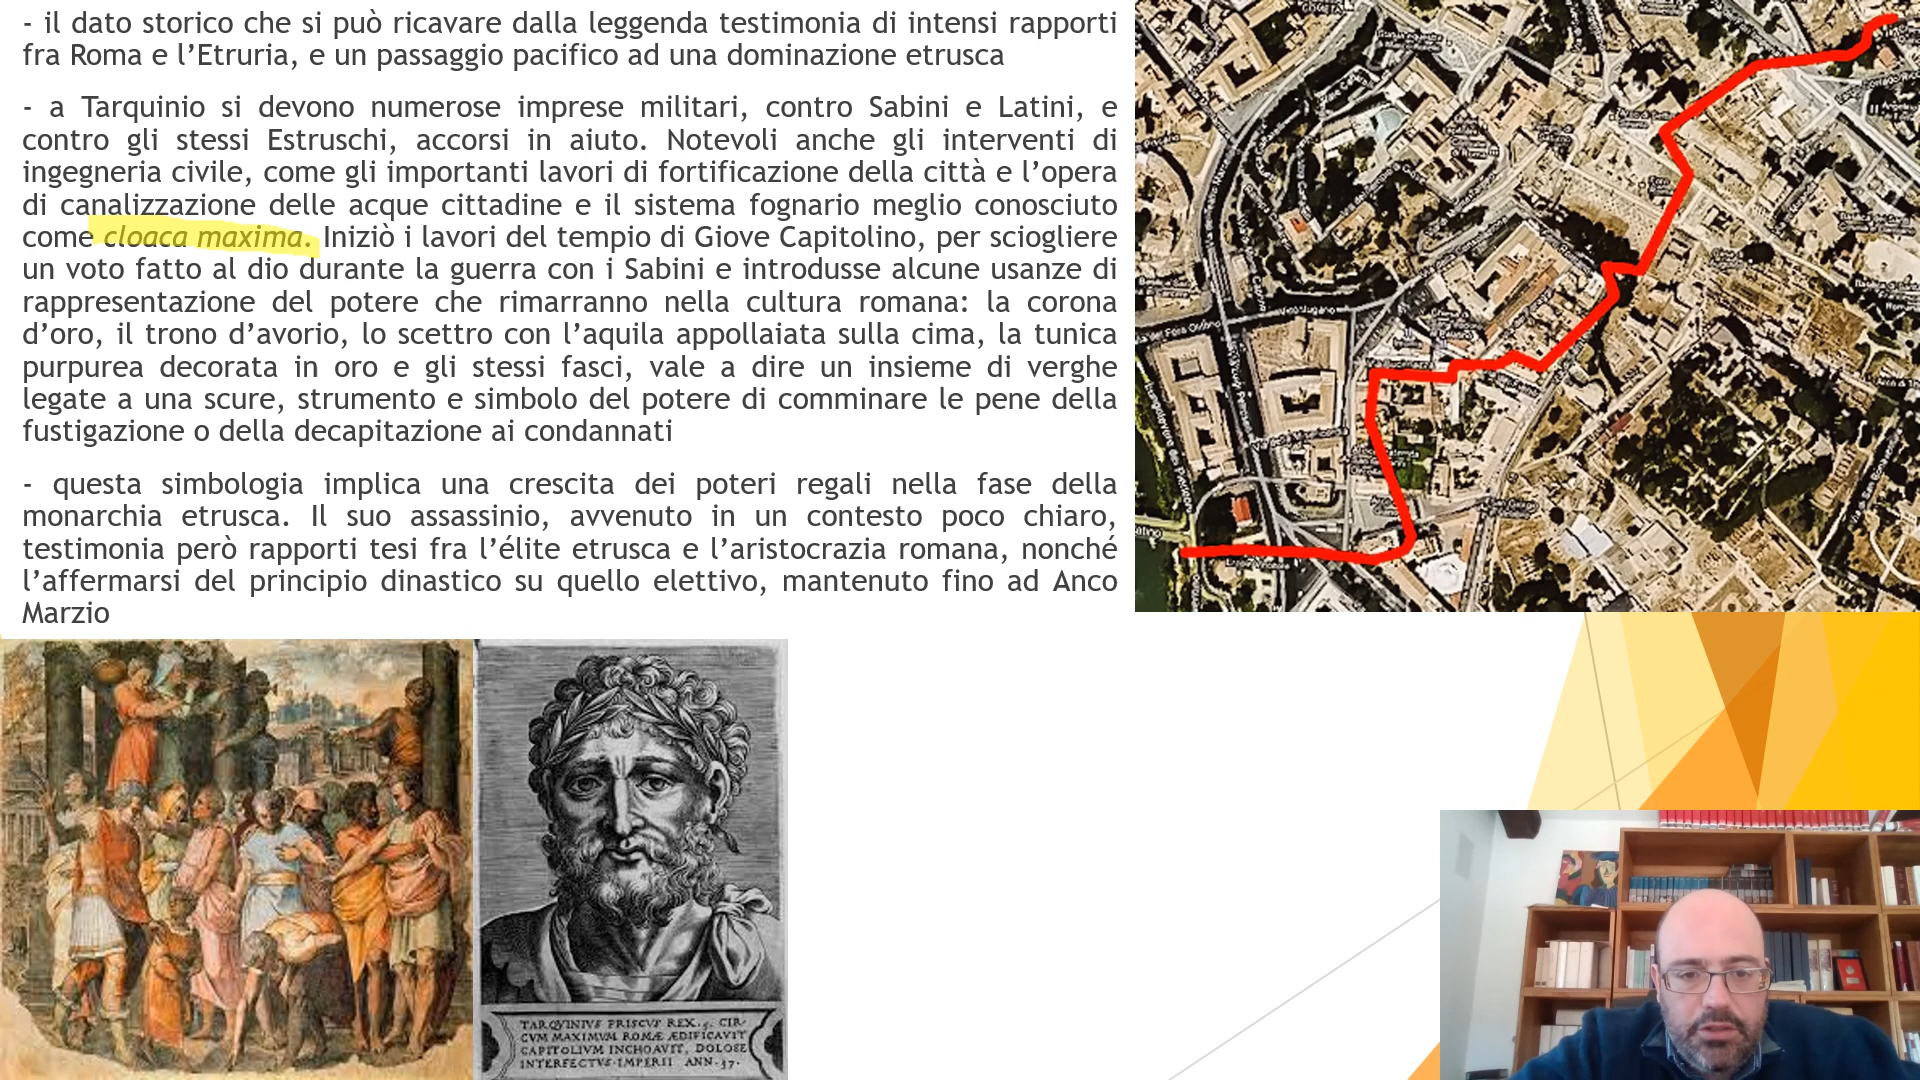 - il dato storico che si può ricavare dalla leggenda testimonia di intensi rapporti
fra Roma e l’Etruria, e un passaggio pacifico ad una dominazione etrusca
- a Tarquinio si devono numerose imprese militari, contro Sabini e Latini, e
contro gli stessi Estruschi, accorsi in aiuto. Notevoli anche gli interventi di
ingegneria civile, come gli importanti lavori di fortificazione della città e l’opera
di canalizzazione delle acque cittadine e il sistema fognario meglio conosciuto
come cloaca maxima. Iniziò i lavori del tempio di Giove Capitolino, per sciogliere
un voto fatto al dio durante la guerra con i Sabini e introdusse alcune usanze di
rappresentazione del potere che rimarranno nella cultura romana: la corona
d’oro, il trono d’avorio, lo scettro con l’aquila appollaiata sulla cima, la tunica
purpurea decorata in oro e gli stessi fasci, vale a dire un insieme di verghe
legate a una scure, strumento e simbolo del potere di comminare le pene della
fustigazione o della decapitazione ai condannati
- questa simbologia implica una crescita dei poteri regali nella fase della
monarchia etrusca. Il suo assassinio, avvenuto in un contesto poco chiaro,
testimonia però rapporti tesi fra l’élite etrusca e l’aristocrazia romana, nonché
l’affermarsi del principio dinastico su quello elettivo, mantenuto fino ad Anco
Marzio
TARQVINIVS PRISCVS REX. 5. CIR-
CVM MAXIMVM ROMÆ ÆDIFICAVIT
CAPITOLIVM INCHOAVIT, DOLOSE
INTERFECTVS·IMPERII ANN·37·